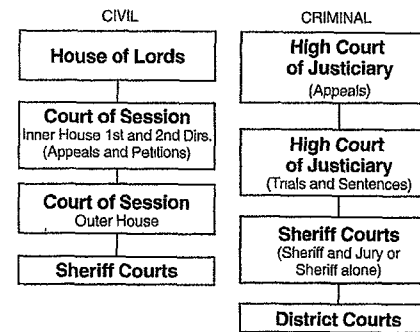 CIVIL
House of Lords
Court of Session
Inner House 1st and 2nd Dirs.
(Appeals and Petitions)
Court of Session
Outer House
Sheriff Courts
CRIMINAL
High Court
of Justiciary
(Appeals)
High Court
of Justiciary
(Trials and Sentences)
Sheriff Courts
(Sheriff and Jury or
Sheriff alone)
District Courts